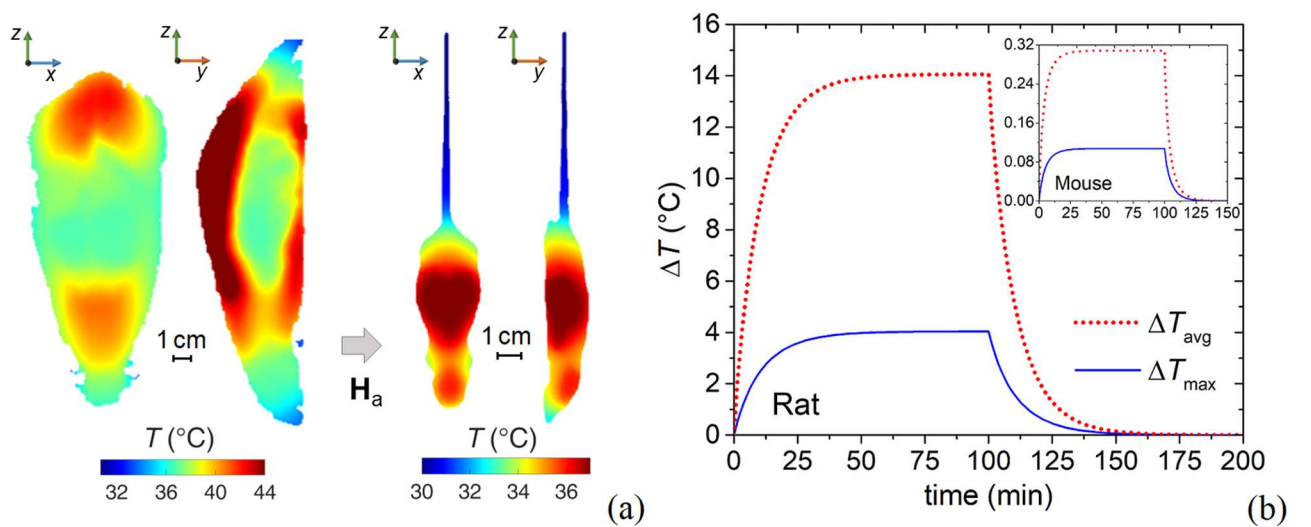 z
x
z
y
z
x
z
y
1 cm
Hₐ
1 cm
T (°C)
32 36 40 44
T (°C)
30 32 34 36
(a)
16
14
12
10
8
6
4
2
0
ΔT (°C)
0 25 50 75 100 125 150 175 200
time (min)
Rat
ΔT_avg
ΔT_max
0.32
0.24
0.16
0.08
0.00
Mouse
0 25 50 75 100 125 150
(b)